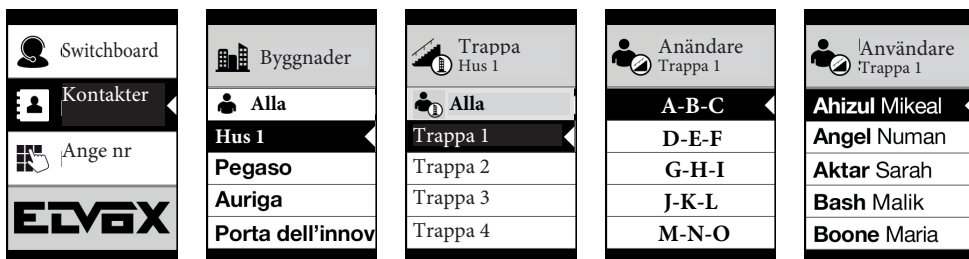 Switchboard
Kontakter
Ange nr
ELVOX
Byggnader
Alla
Hus 1
Pegaso
Auriga
Porta dell'innov
Trappa
Hus 1
Alla
Trappa 1
Trappa 2
Trappa 3
Trappa 4
Anändare
Trappa 1
A-B-C
D-E-F
G-H-I
J-K-L
M-N-O
Användare
Trappa 1
Ahizul Mikeal
Angel Numan
Aktar Sarah
Bash Malik
Boone Maria